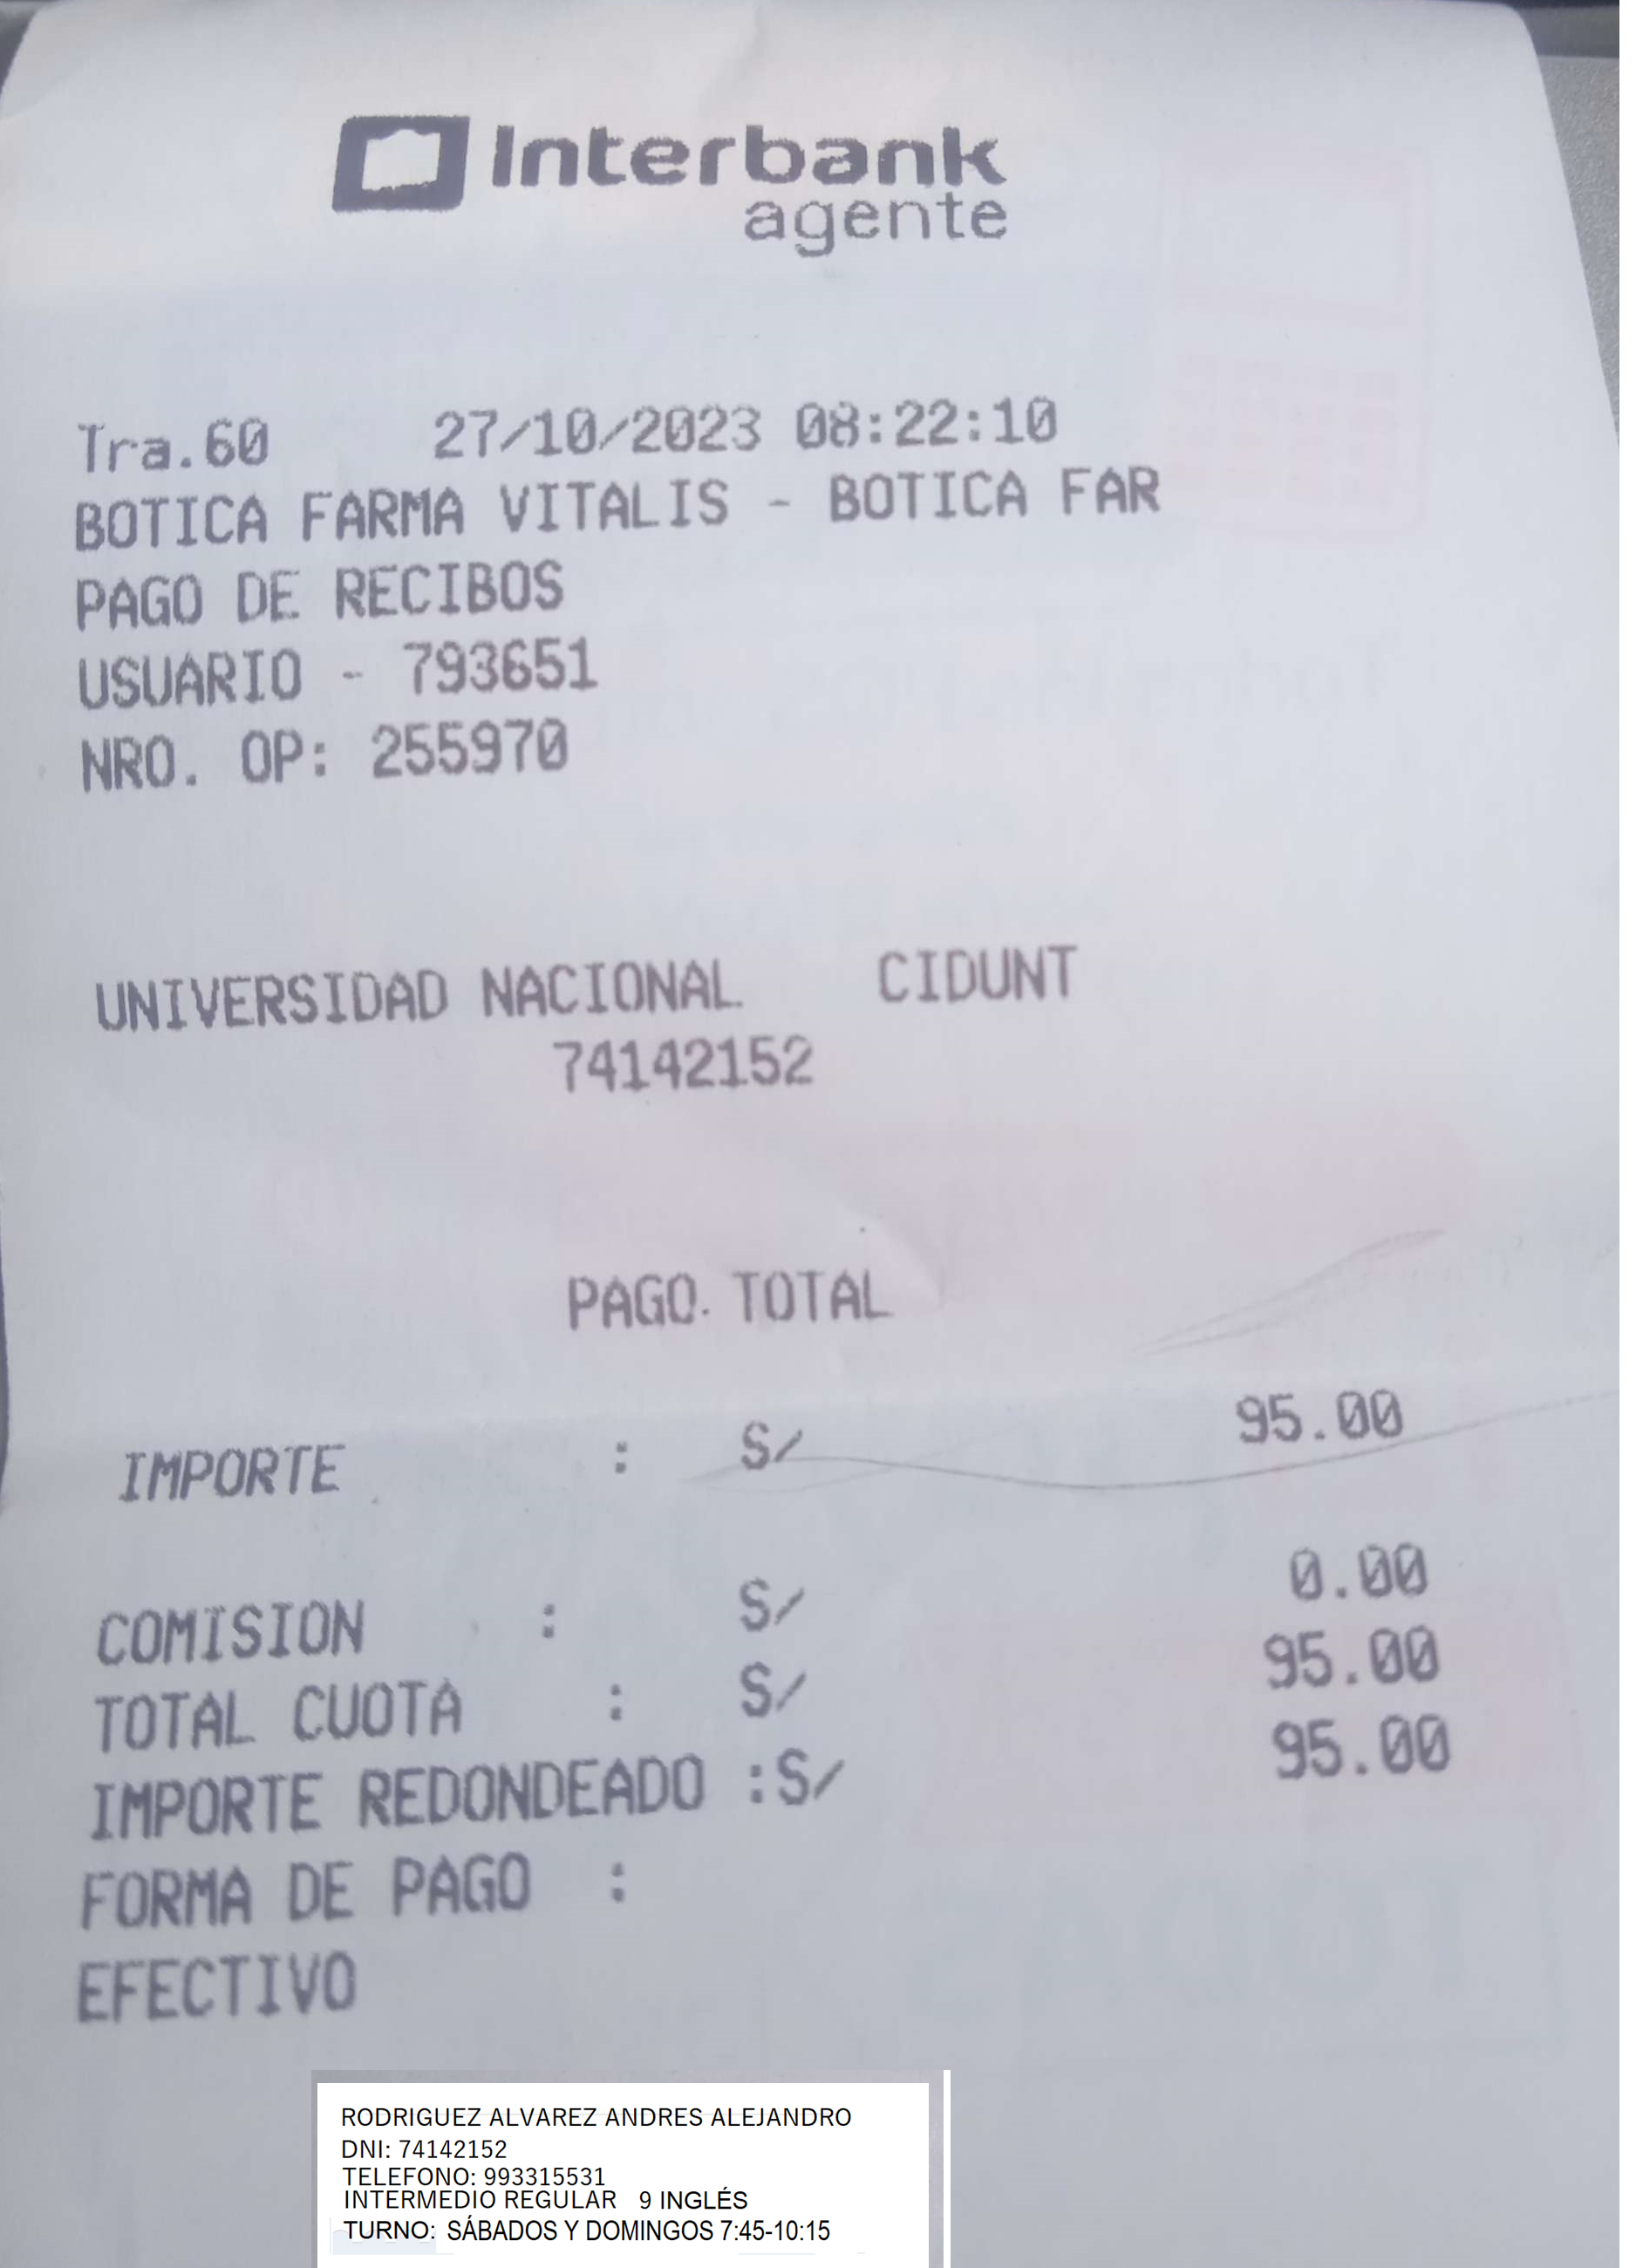 Interbank
agente
Tra.60 27/10/2023 08:22:10
BOTICA FARMA VITALIS - BOTICA FAR
PAGO DE RECIBOS
USUARIO - 793651
NRO. OP: 255970
UNIVERSIDAD NACIONAL CIDUNT
74142152
PAGO TOTAL
IMPORTE : S/ 95.00
COMISION : S/ 0.00
TOTAL CUOTA : S/ 95.00
IMPORTE REDONDEADO :S/ 95.00
FORMA DE PAGO :
EFECTIVO
RODRIGUEZ ALVAREZ ANDRES ALEJANDRO
DNI: 74142152
TELEFONO: 993315531
INTERMEDIO REGULAR 9 INGLÉS
TURNO: SÁBADOS Y DOMINGOS 7:45-10:15